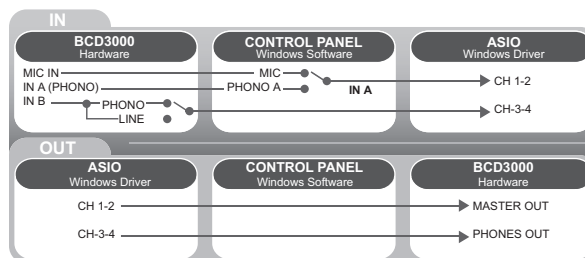 IN
BCD3000
Hardware
CONTROL PANEL
Windows Software
ASIO
Windows Driver
MIC IN
MIC
IN A (PHONO)
PHONO A
IN A
CH 1-2
IN B
PHONO
LINE
CH-3-4
OUT
ASIO
Windows Driver
CONTROL PANEL
Windows Software
BCD3000
Hardware
CH 1-2
MASTER OUT
CH-3-4
PHONES OUT